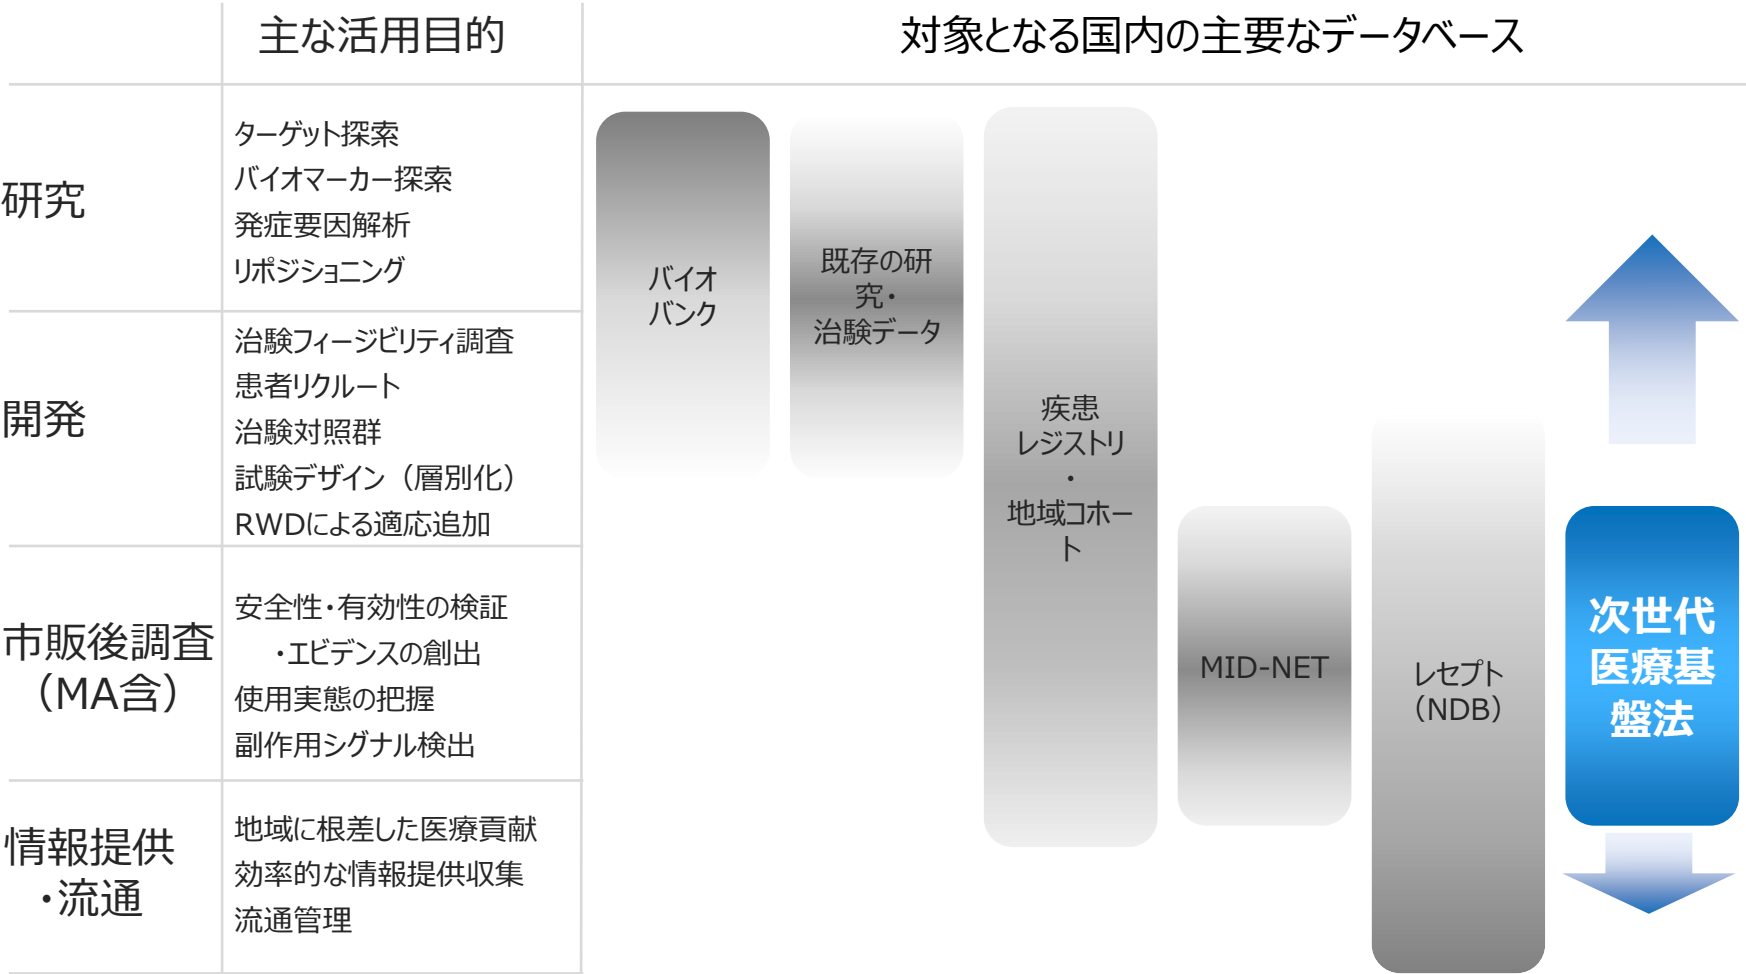 主な活用目的
対象となる国内の主要なデータベース
研究
ターゲット探索
バイオマーカー探索
発症要因解析
リポジショニング
開発
治験フィージビリティ調査
患者リクルート
治験対照群
試験デザイン（層別化）
RWDによる適応追加
市販後調査
（MA含）
安全性・有効性の検証
・エビデンスの創出
使用実態の把握
副作用シグナル検出
情報提供
・流通
地域に根差した医療貢献
効率的な情報提供収集
流通管理
バイオ
バンク
既存の研
究・
治験データ
疾患
レジストリ
・
地域コホー
ト
MID-NET
レセプト
（NDB）
次世代
医療基
盤法